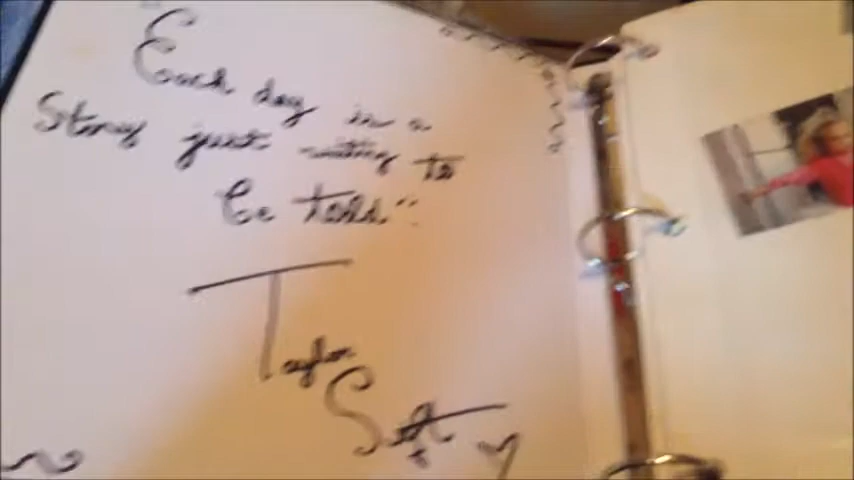 "Each day is a
Story just waiting to
be told".
Taylor
Swift